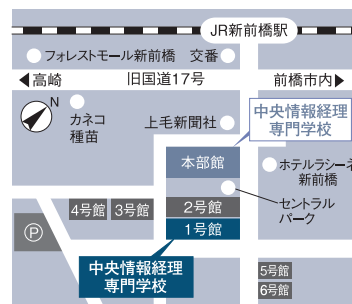 JR新前橋駅
フォレストモール新前橋
交番
◀高崎
旧国道17号
前橋市内▶
N
カネコ
種苗
上毛新聞社
中央情報経理
専門学校
本部館
ホテルラシーネ
新前橋
セントラル
パーク
4号館
3号館
2号館
1号館
P
中央情報経理
専門学校
5号館
6号館